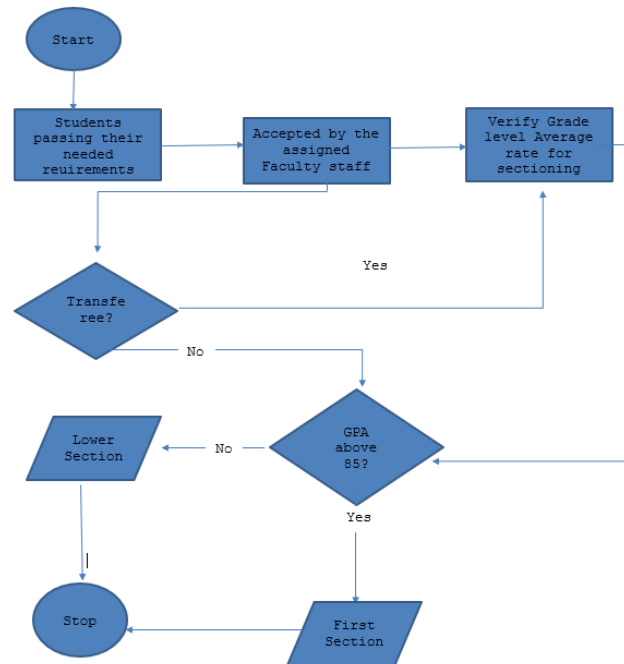 Start
Students
passing their
needed
reuirements
Accepted by the
assigned
Faculty staff
Verify Grade
level Average
rate for
sectioning
Yes
Transfe
ree?
No
GPA
above
85?
No
Lower
Section
Yes
Stop
First
Section